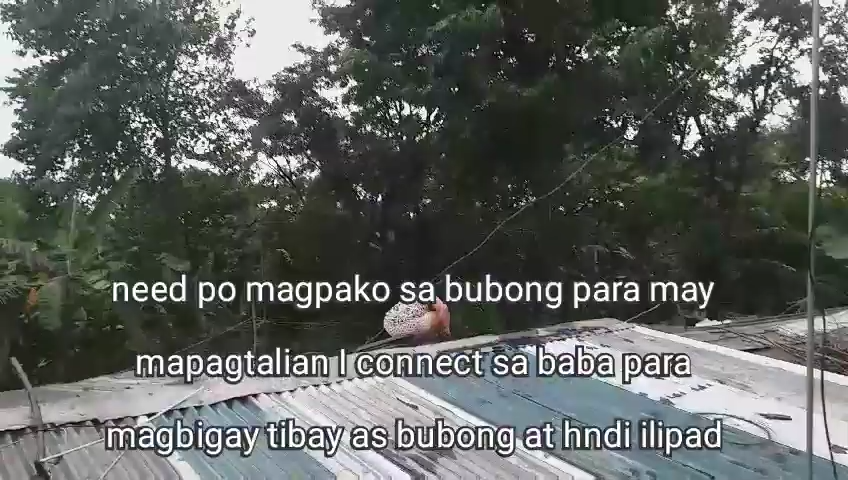 need po magpako sa bubong para may
mapagtalian I connect sa baba para
magbigay tibay as bubong at hndi ilipad